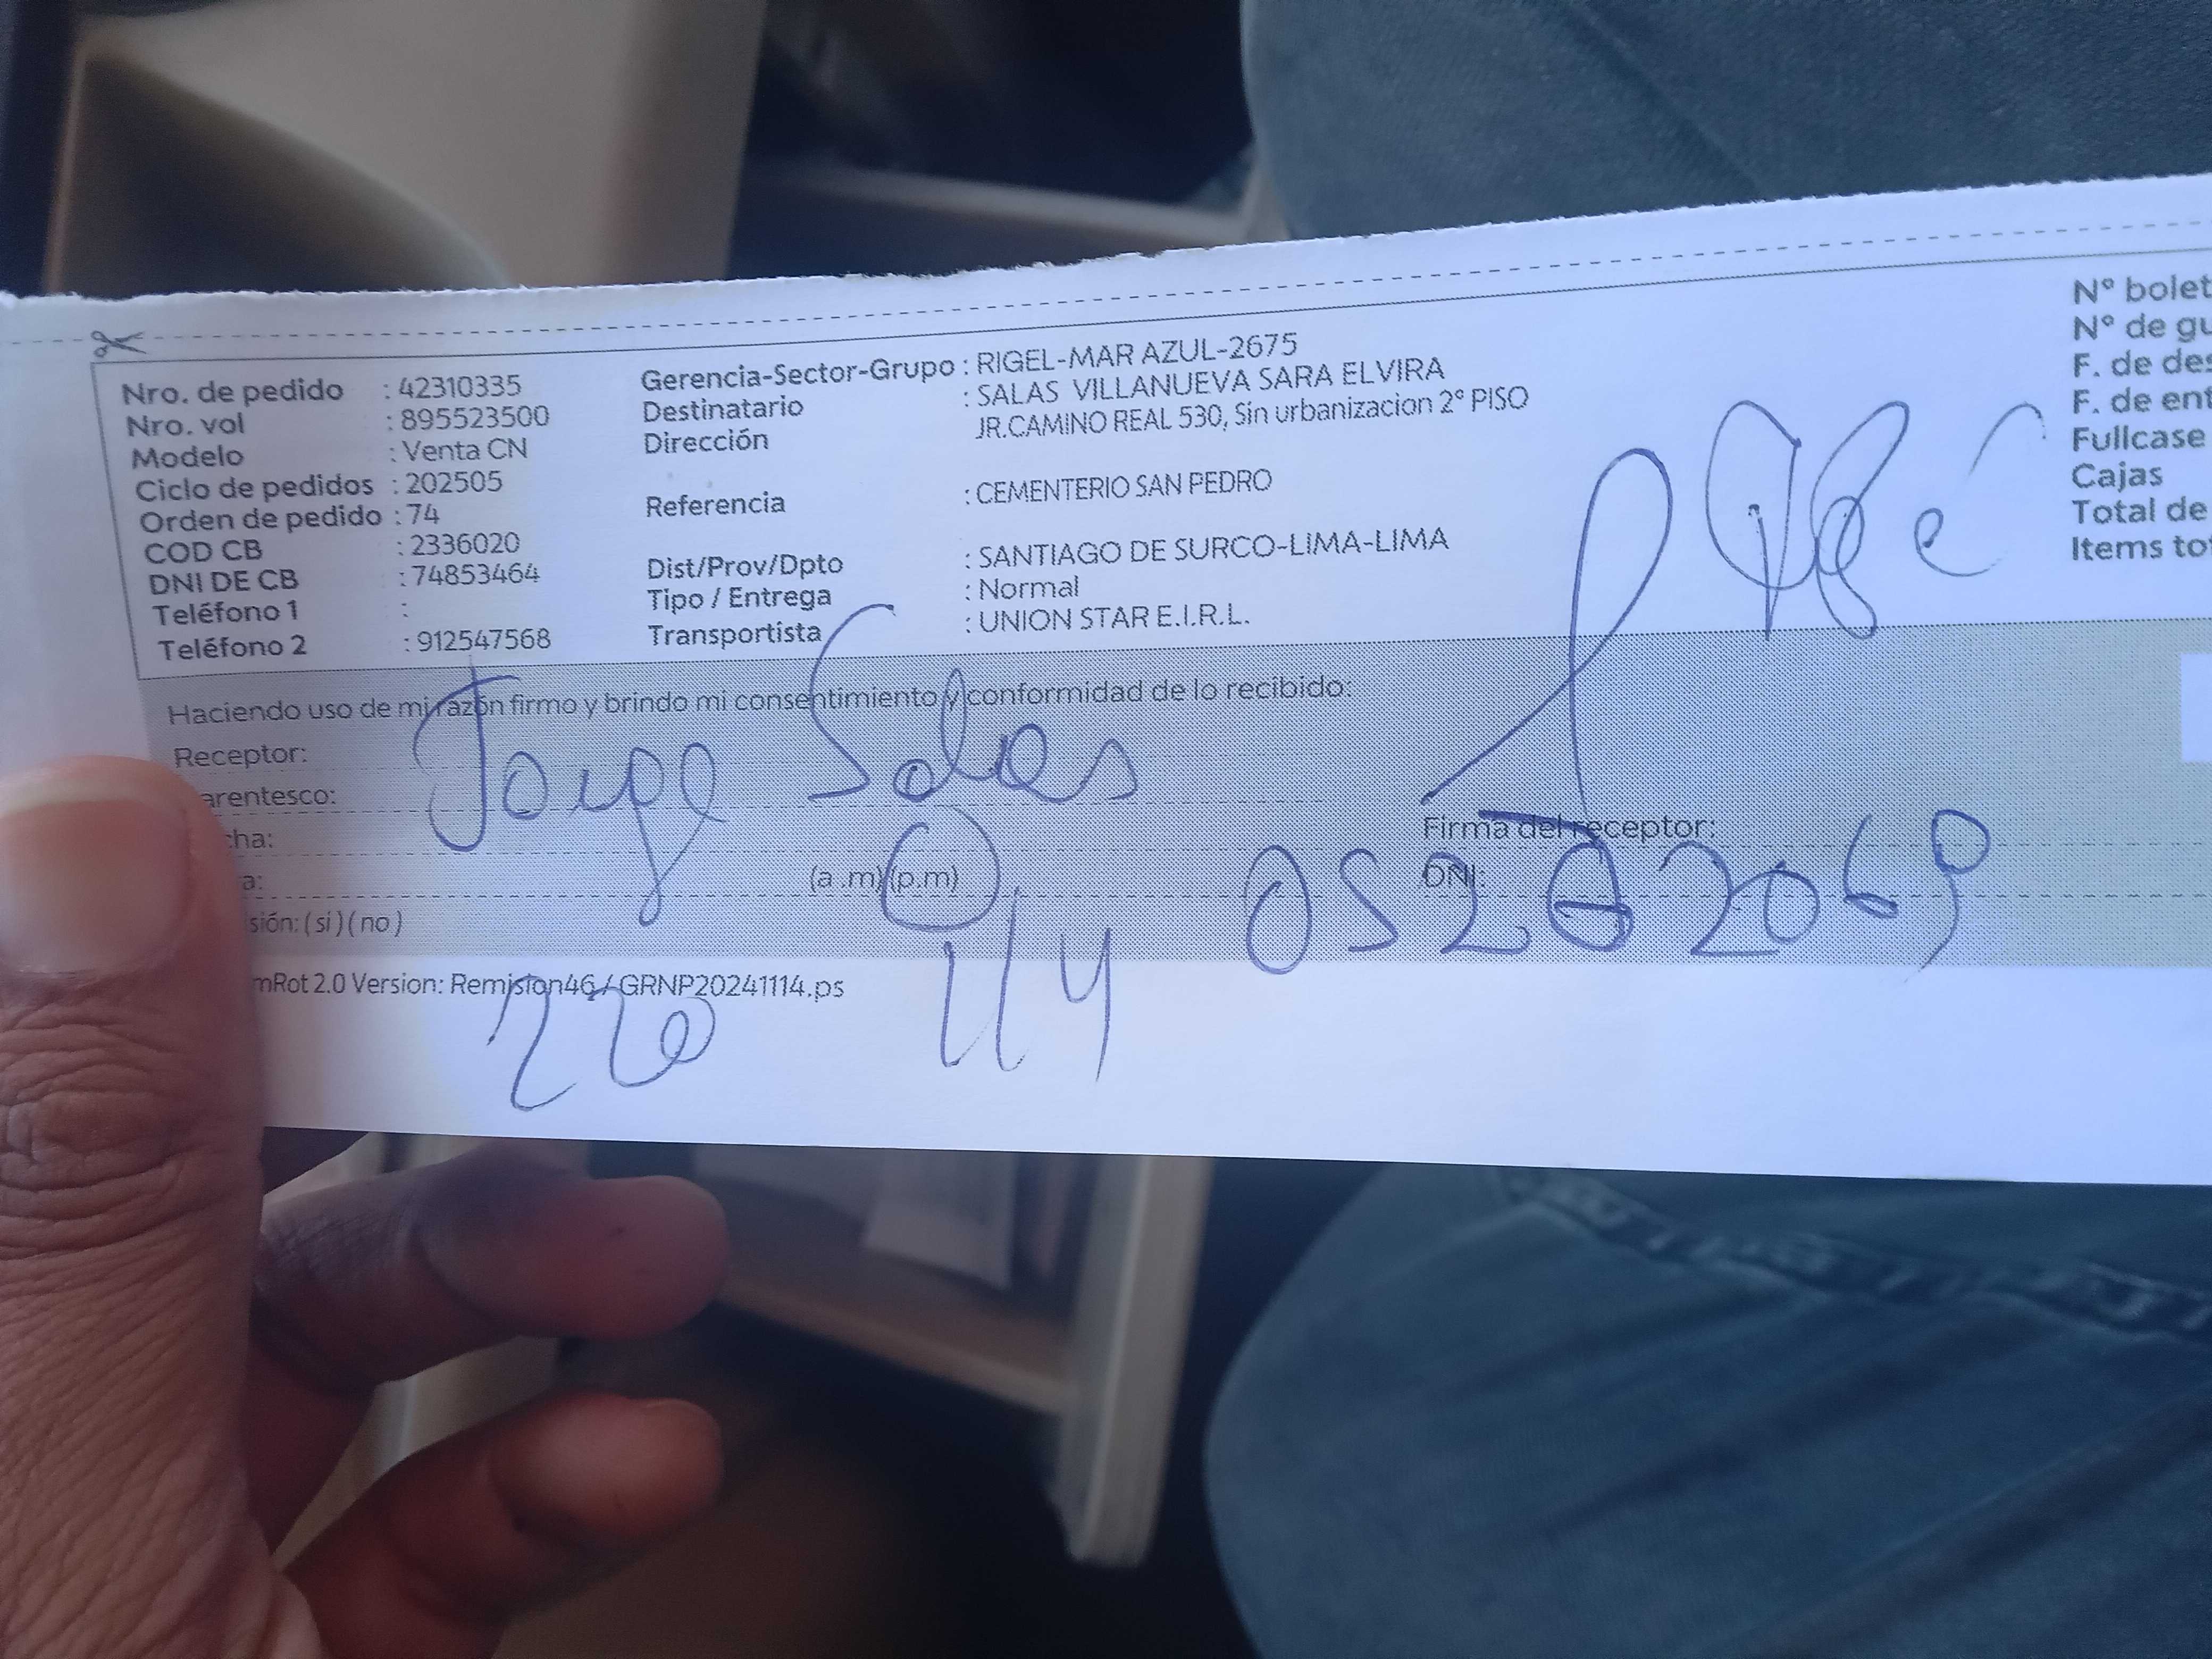 Nro. de pedido : 42310335
Nro. vol : 895523500
Modelo : Venta CN
Ciclo de pedidos : 202505
Orden de pedido : 74
COD CB : 2336020
DNI DE CB : 74853464
Teléfono 1 :
Teléfono 2 : 912547568
Gerencia-Sector-Grupo : RIGEL-MAR AZUL-2675
Destinatario : SALAS VILLANUEVA SARA ELVIRA
Dirección JR.CAMINO REAL 530, Sin urbanizacion 2° PISO
Referencia : CEMENTERIO SAN PEDRO
Dist/Prov/Dpto : SANTIAGO DE SURCO-LIMA-LIMA
Tipo / Entrega : Normal
Transportista : UNION STAR E.I.R.L.
N° bolet
N° de gu
F. de des
F. de ent
Fullcase
Cajas
Total de
Items tot
Haciendo uso de mi razón firmo y brindo mi consentimiento y conformidad de lo recibido:
Receptor:
Jorge Salas
arentesco:
cha:
Firma del receptor:
a: (a.m)(p.m) DNI:
sión: (si) (no)
mRot 2.0 Version: Remision46/GRNP20241114.ps